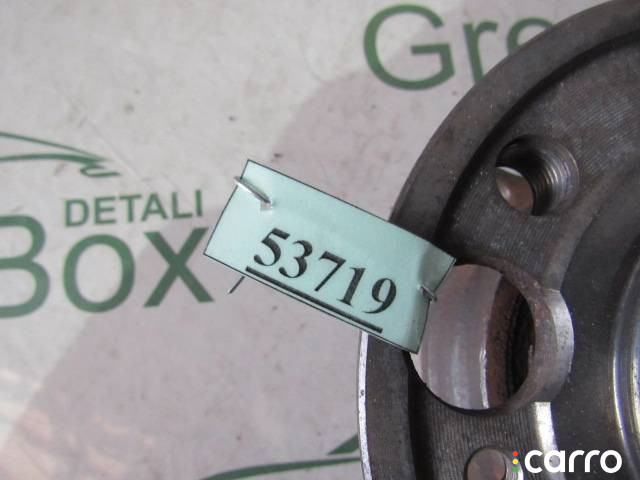 Gre
DETALI
Box
53719
carro